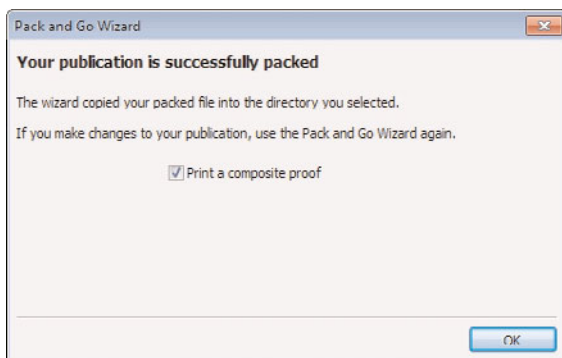 Pack and Go Wizard
Your publication is successfully packed
The wizard copied your packed file into the directory you selected.
If you make changes to your publication, use the Pack and Go Wizard again.
Print a composite proof
OK